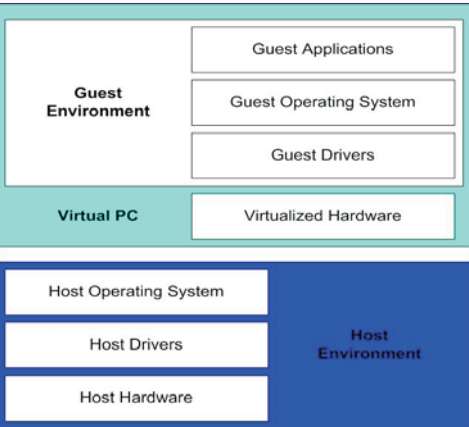 Guest Applications
Guest
Environment
Guest Operating System
Guest Drivers
Virtual PC
Virtualized Hardware
Host Operating System
Host Drivers
Host
Environment
Host Hardware